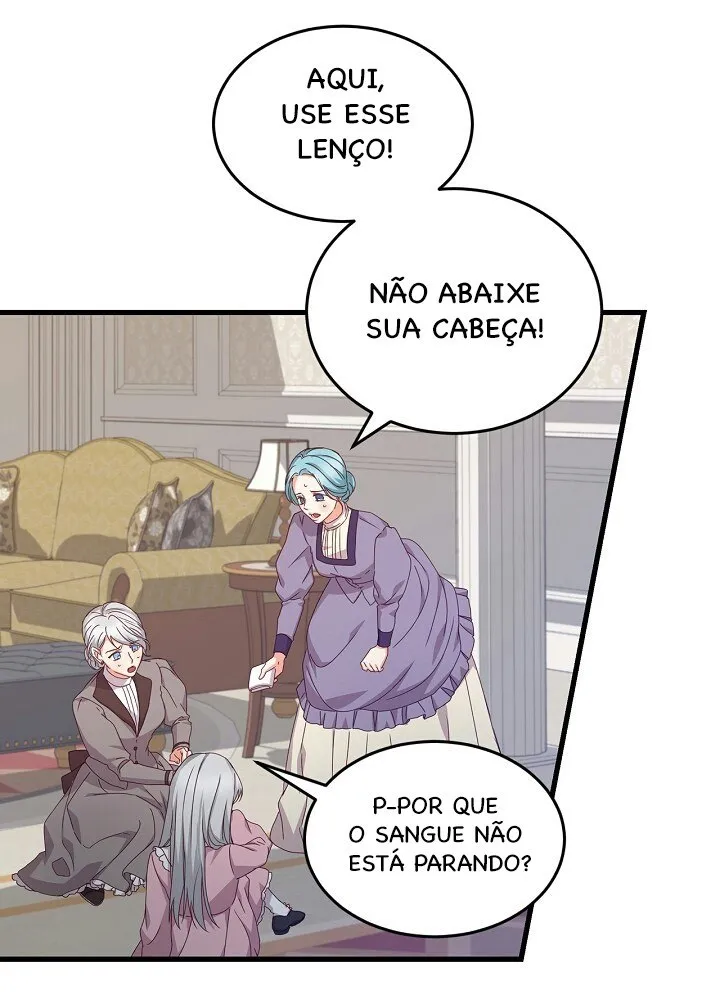 AQUI,
USE ESSE
LENÇO!
NÃO ABAIXE
SUA CABEÇA!
P-POR QUE
O SANGUE NÃO
ESTÁ PARANDO?